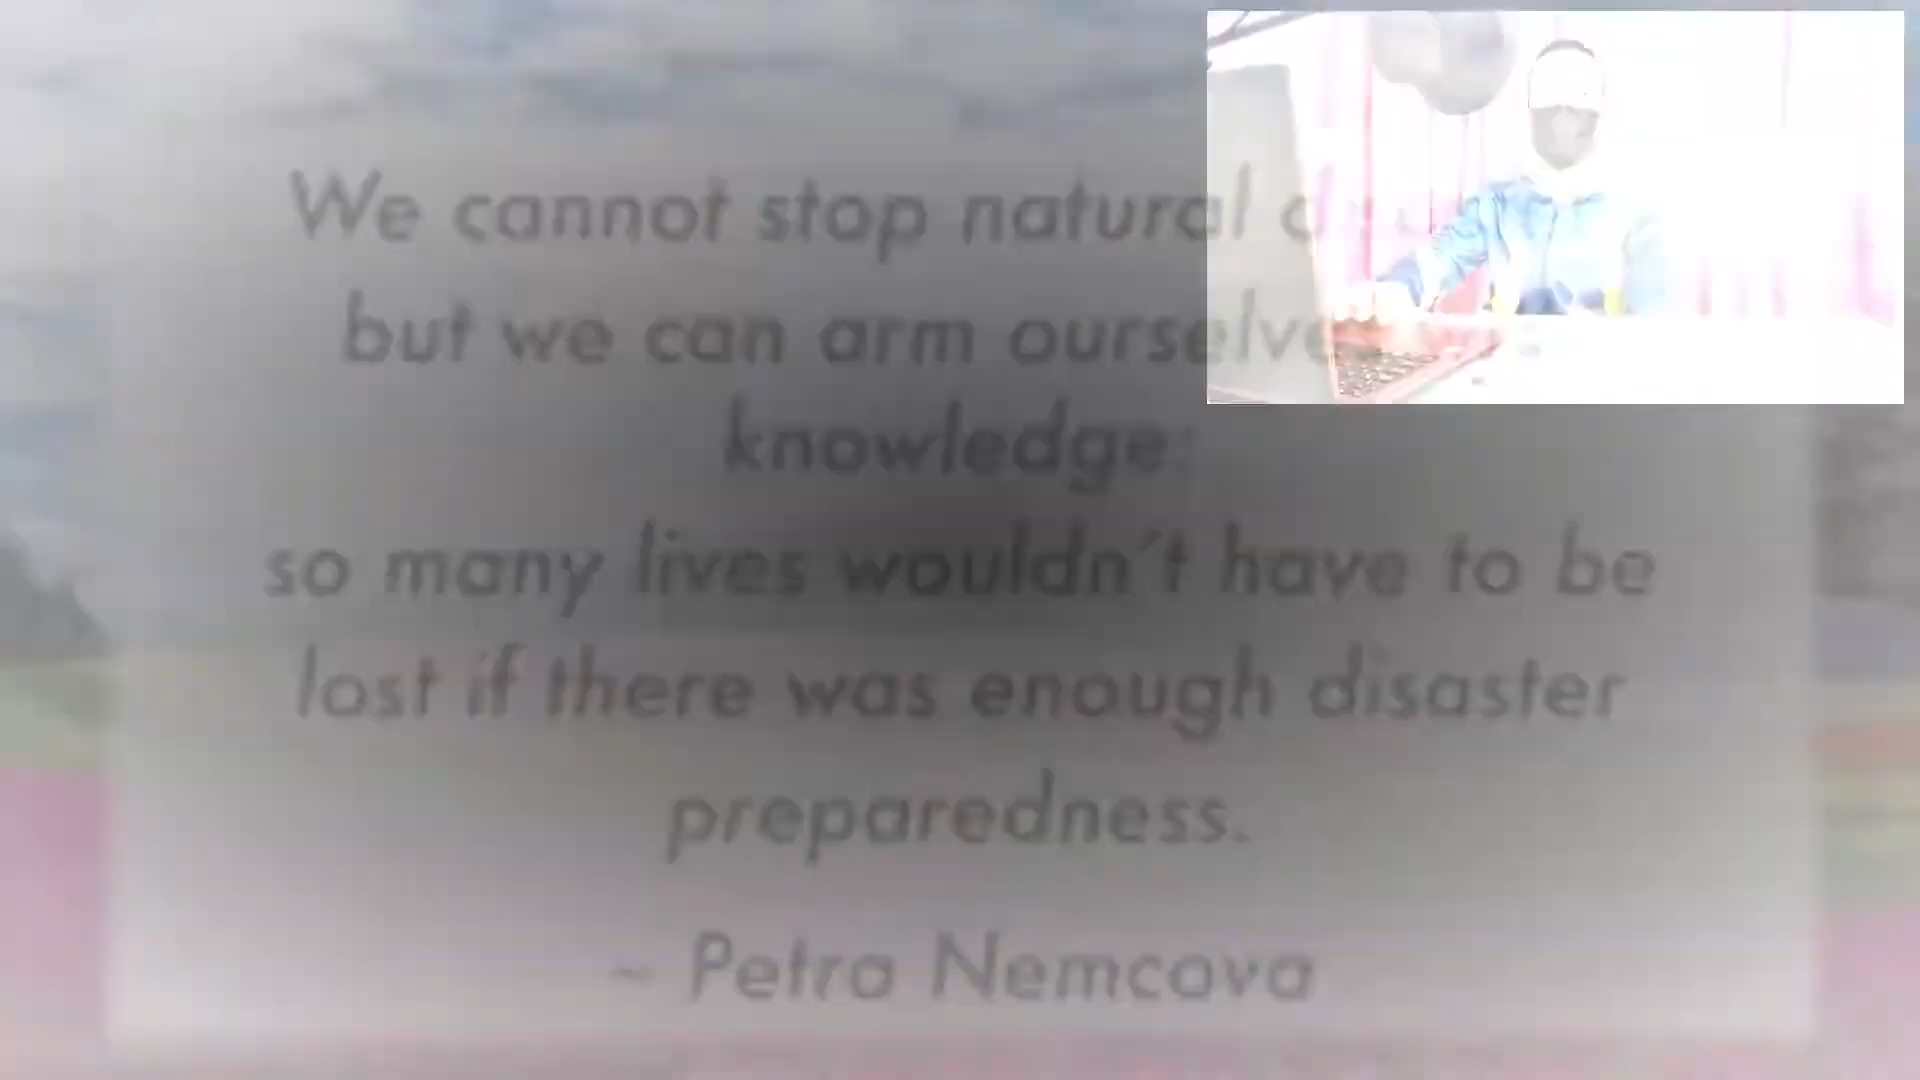 We cannot stop natural
but we can arm ourselves
knowledge:
so many lives wouldn't have to be
lost if there was enough disaster
preparedness.
~ Petra Nemcova